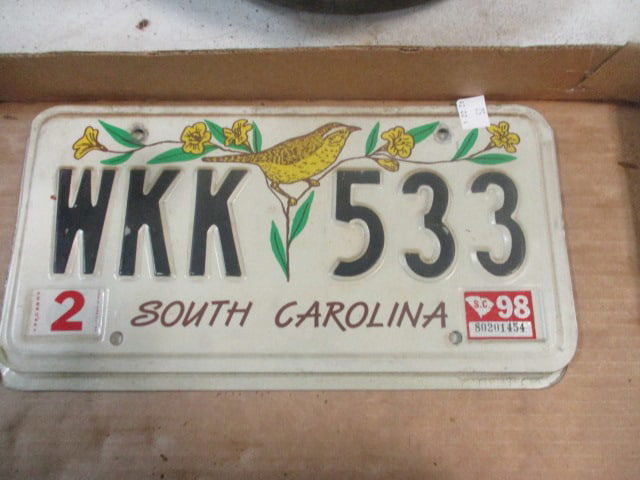 WKK 533
2 SOUTH CAROLINA S.C. 98
80201454